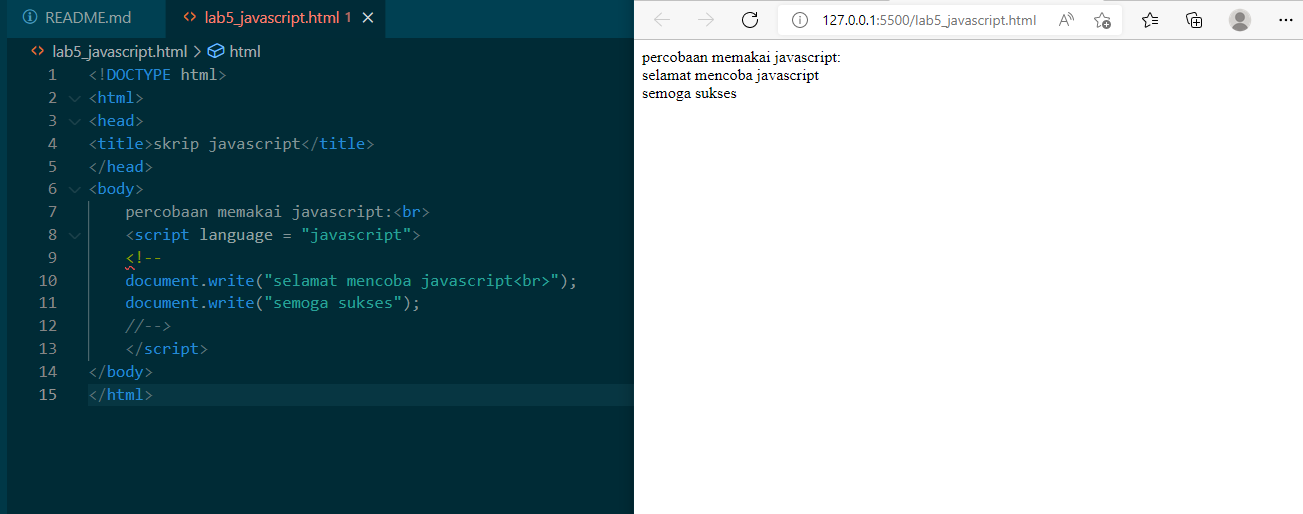 README.md
lab5_javascript.html 1
lab5_javascript.html > html
1 <!DOCTYPE html>
2 <html>
3 <head>
4 <title>skrip javascript</title>
5 </head>
6 <body>
7 percobaan memakai javascript:<br>
8 <script language = "javascript">
9 <!--
10 document.write("selamat mencoba javascript<br>");
11 document.write("semoga sukses");
12 //-->
13 </script>
14 </body>
15 </html>
127.0.0.1:5500/lab5_javascript.html
percobaan memakai javascript:
selamat mencoba javascript
semoga sukses